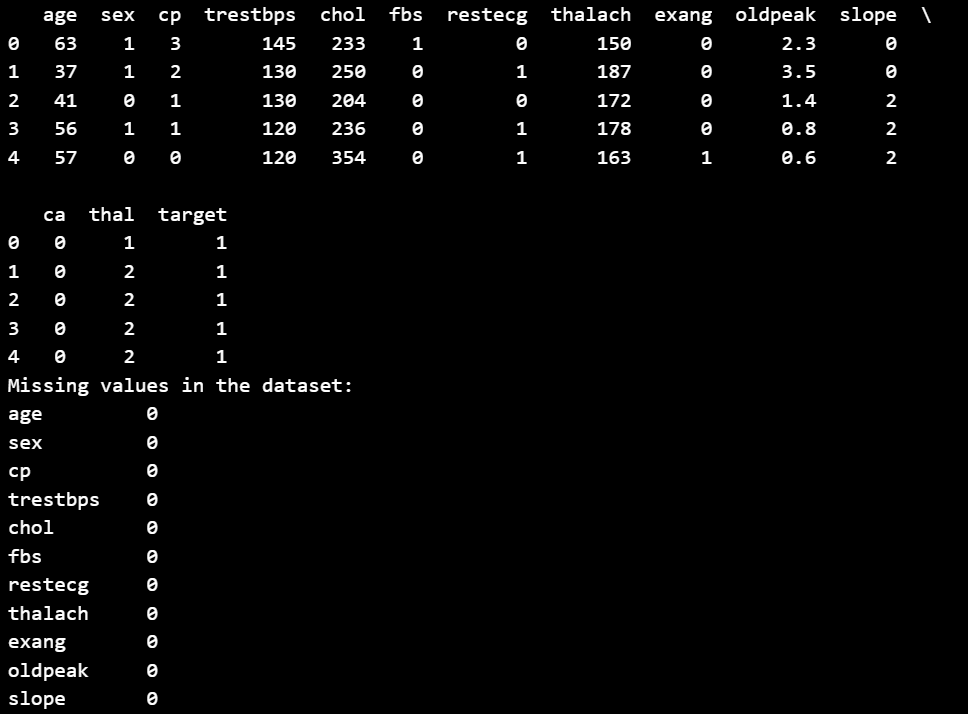 age  sex  cp  trestbps  chol  fbs  restecg  thalach  exang  oldpeak  slope  \
0   63    1   3       145   233    1        0      150      0      2.3      0
1   37    1   2       130   250    0        1      187      0      3.5      0
2   41    0   1       130   204    0        0      172      0      1.4      2
3   56    1   1       120   236    0        1      178      0      0.8      2
4   57    0   0       120   354    0        1      163      1      0.6      2

   ca  thal  target
0   0     1       1
1   0     2       1
2   0     2       1
3   0     2       1
4   0     2       1
Missing values in the dataset:
age         0
sex         0
cp          0
trestbps    0
chol        0
fbs         0
restecg     0
thalach     0
exang       0
oldpeak     0
slope       0